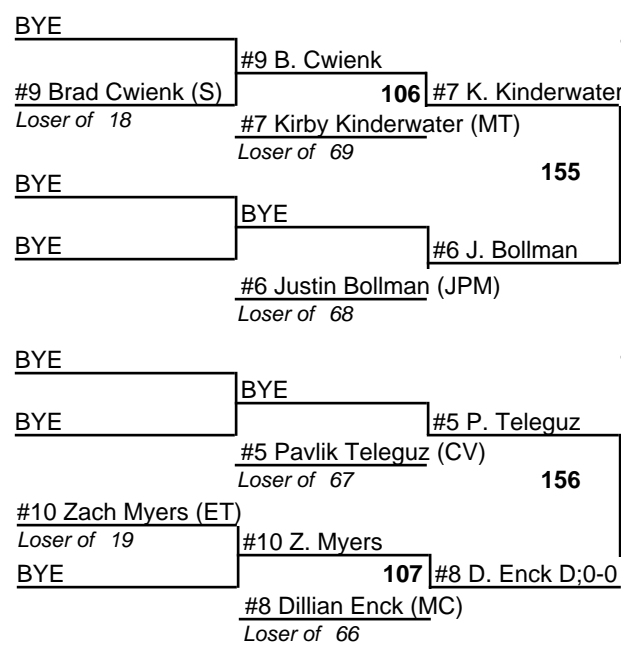 BYE
#9 B. Cwienk
#9 Brad Cwienk (S)
106 #7 K. Kinderwater
Loser of 18
#7 Kirby Kinderwater (MT)
Loser of 69
155
BYE
BYE
BYE
#6 J. Bollman
#6 Justin Bollman (JPM)
Loser of 68
BYE
BYE
BYE
#5 P. Teleguz
#5 Pavlik Teleguz (CV)
Loser of 67
156
#10 Zach Myers (ET)
Loser of 19
#10 Z. Myers
BYE
107 #8 D. Enck D;0-0
#8 Dillian Enck (MC)
Loser of 66